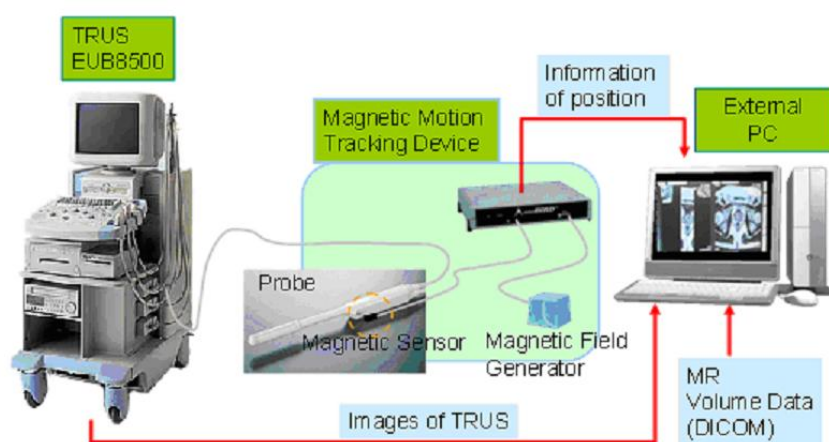 TRUS
EUB8500
Magnetic Motion
Tracking Device
Information
of position
External
PC
Probe
Magnetic Sensor
Magnetic Field
Generator
Images of TRUS
MR
Volume Data
(DICOM)